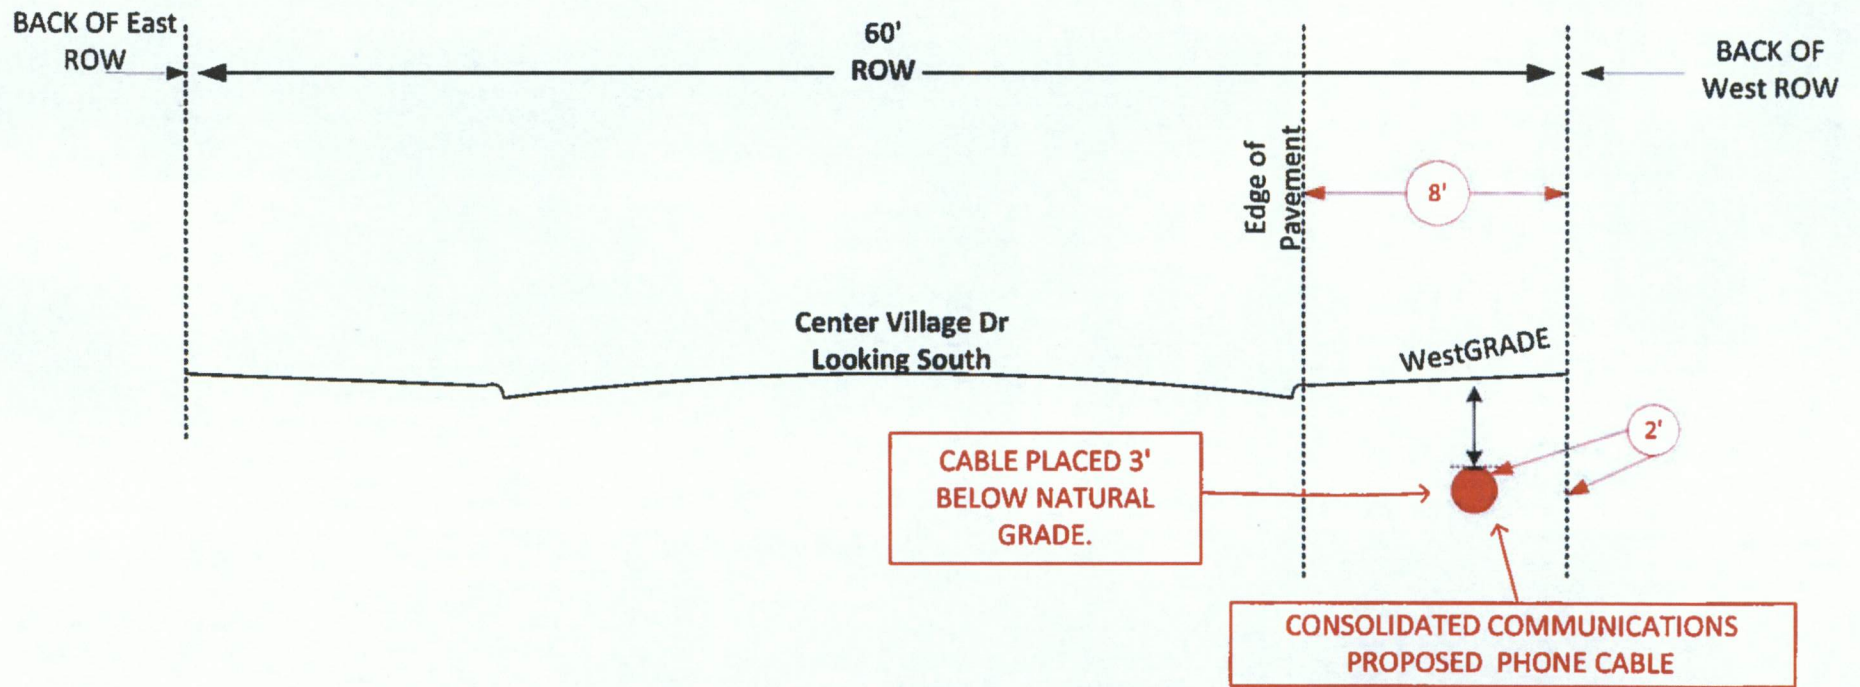 BACK OF East
ROW
60'
ROW
BACK OF
West ROW
Edge of
Pavement
8'
Center Village Dr
Looking South
WestGRADE
2'
CABLE PLACED 3'
BELOW NATURAL
GRADE.
CONSOLIDATED COMMUNICATIONS
PROPOSED PHONE CABLE